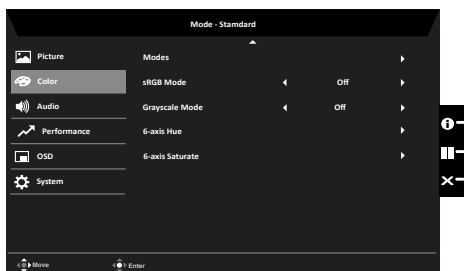 Mode - Stamdard
Picture
Modes
Color
sRGB Mode Off
Audio
Grayscale Mode Off
Performance
6-axis Hue
OSD
6-axis Saturate
System
Move Enter